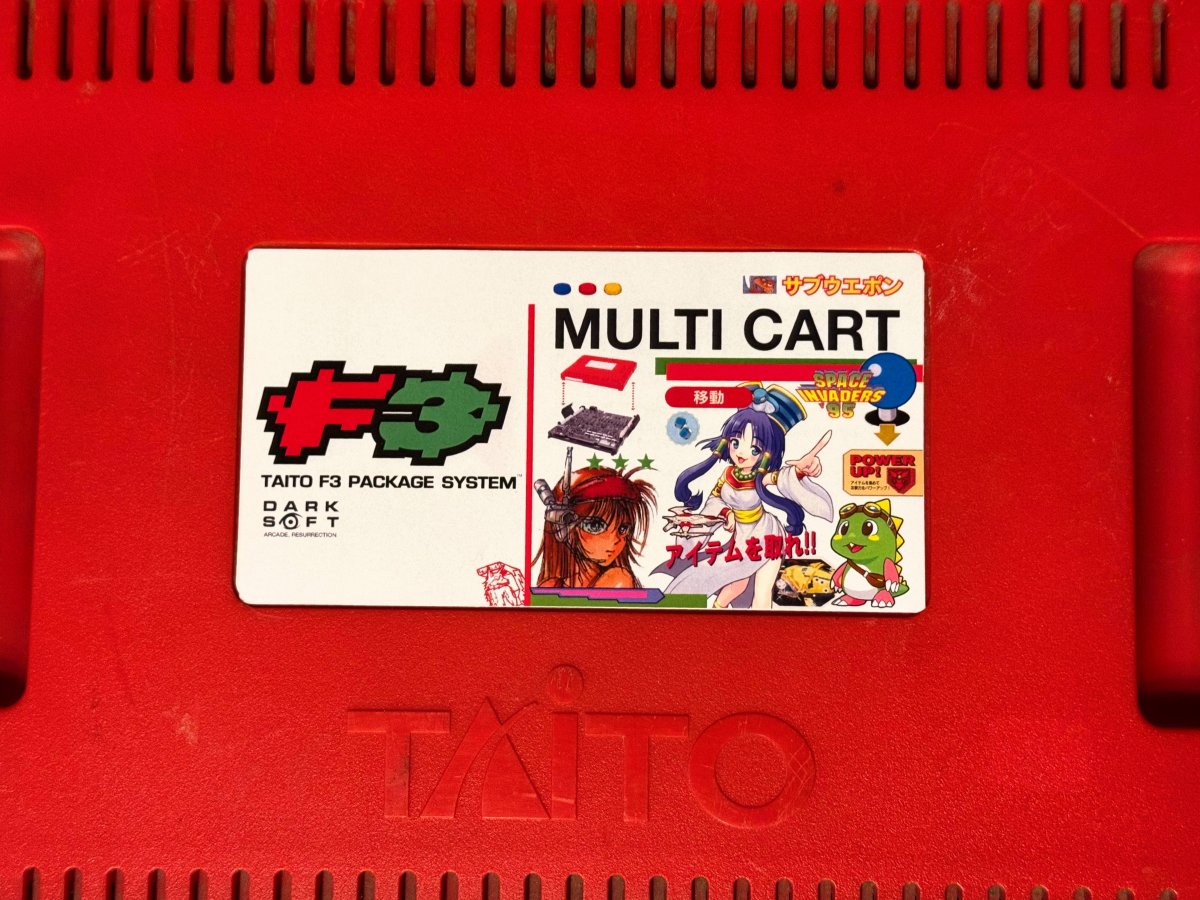 サブウエポン
MULTI CART
F3
TAITO F3 PACKAGE SYSTEM™
DARK
SOFT
ARCADE, RESURRECTION
移動
SPACE
INVADERS
'95
POWER
UP!
アイテムを取れ!!
TAITO